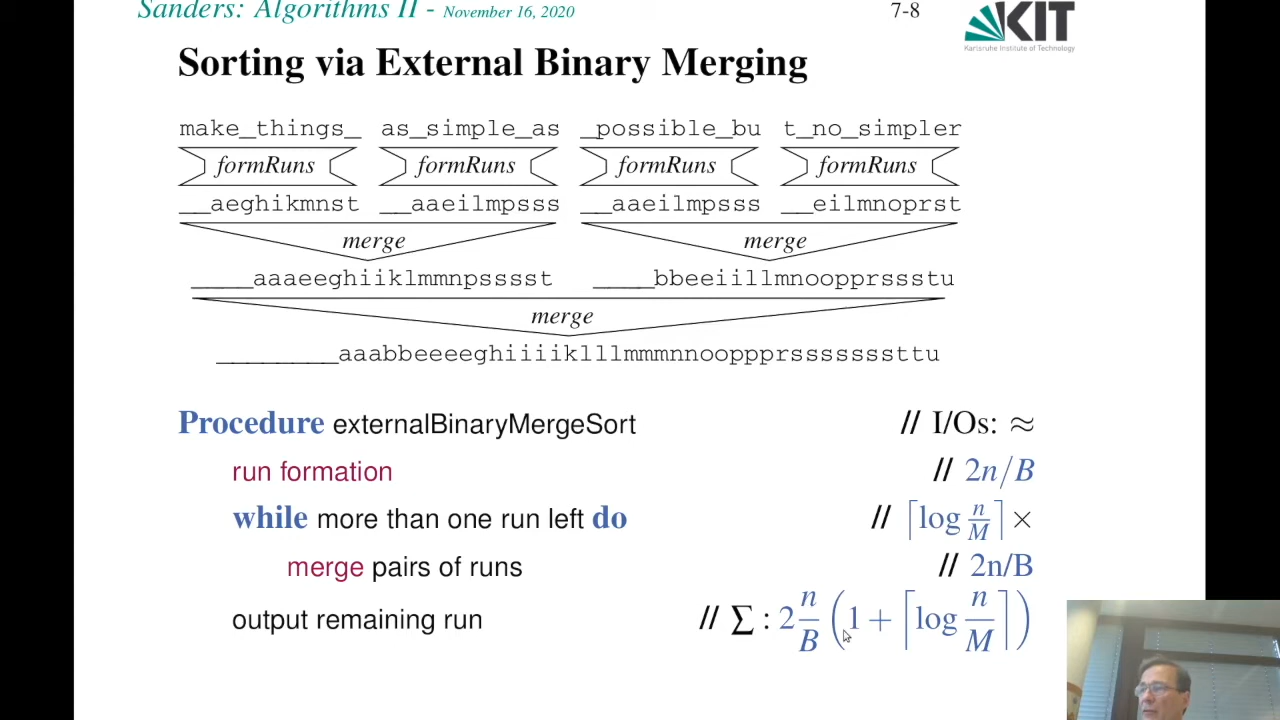 Sanders: Algorithms II - November 16, 2020 7-8
KIT
Karlsruhe Institute of Technology
Sorting via External Binary Merging
make_things_ as_simple_as _possible_bu t_no_simpler
formRuns formRuns formRuns formRuns
__aeghikmnst __aaeilmpsss __aaeilmpsss __eilmnoprst
merge merge
____aaaeeghiiklmmnpsssst ____bbeeiillmnoopprssstu
merge
________aaabbeeeeghiiiiklllmmmnnooppprssssssssttu
Procedure externalBinaryMergeSort // I/Os: ≈
run formation // 2n/B
while more than one run left do // ⌈log n/M⌉ ×
merge pairs of runs // 2n/B
output remaining run // ∑ : 2 n/B (1 + ⌈log n/M⌉)